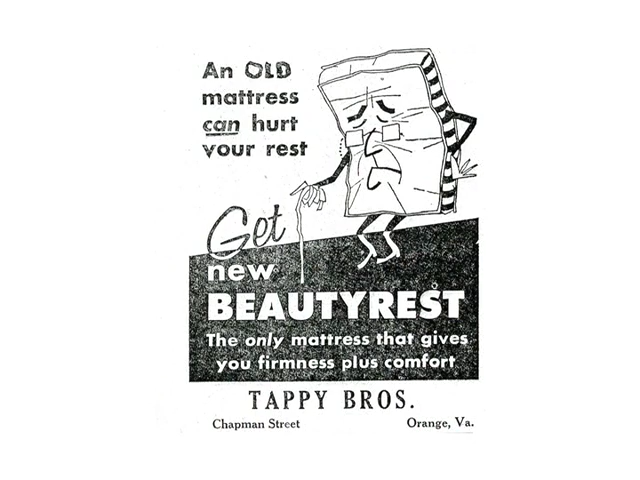 An OLD
mattress
can hurt
your rest
Get
new
BEAUTYREST
The only mattress that gives
you firmness plus comfort
TAPPY BROS.
Chapman Street Orange, Va.